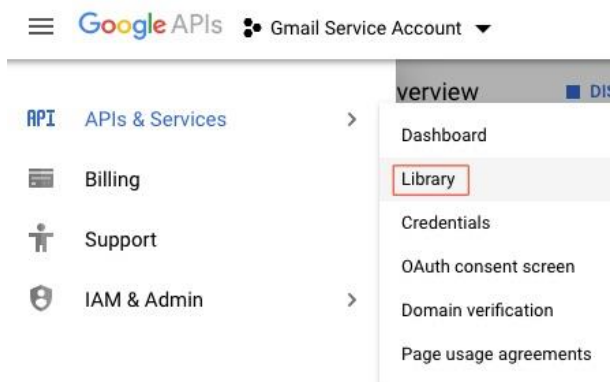 Google APIs Gmail Service Account
verview DIS
API APIs & Services
Billing
Support
IAM & Admin
Dashboard
Library
Credentials
OAuth consent screen
Domain verification
Page usage agreements